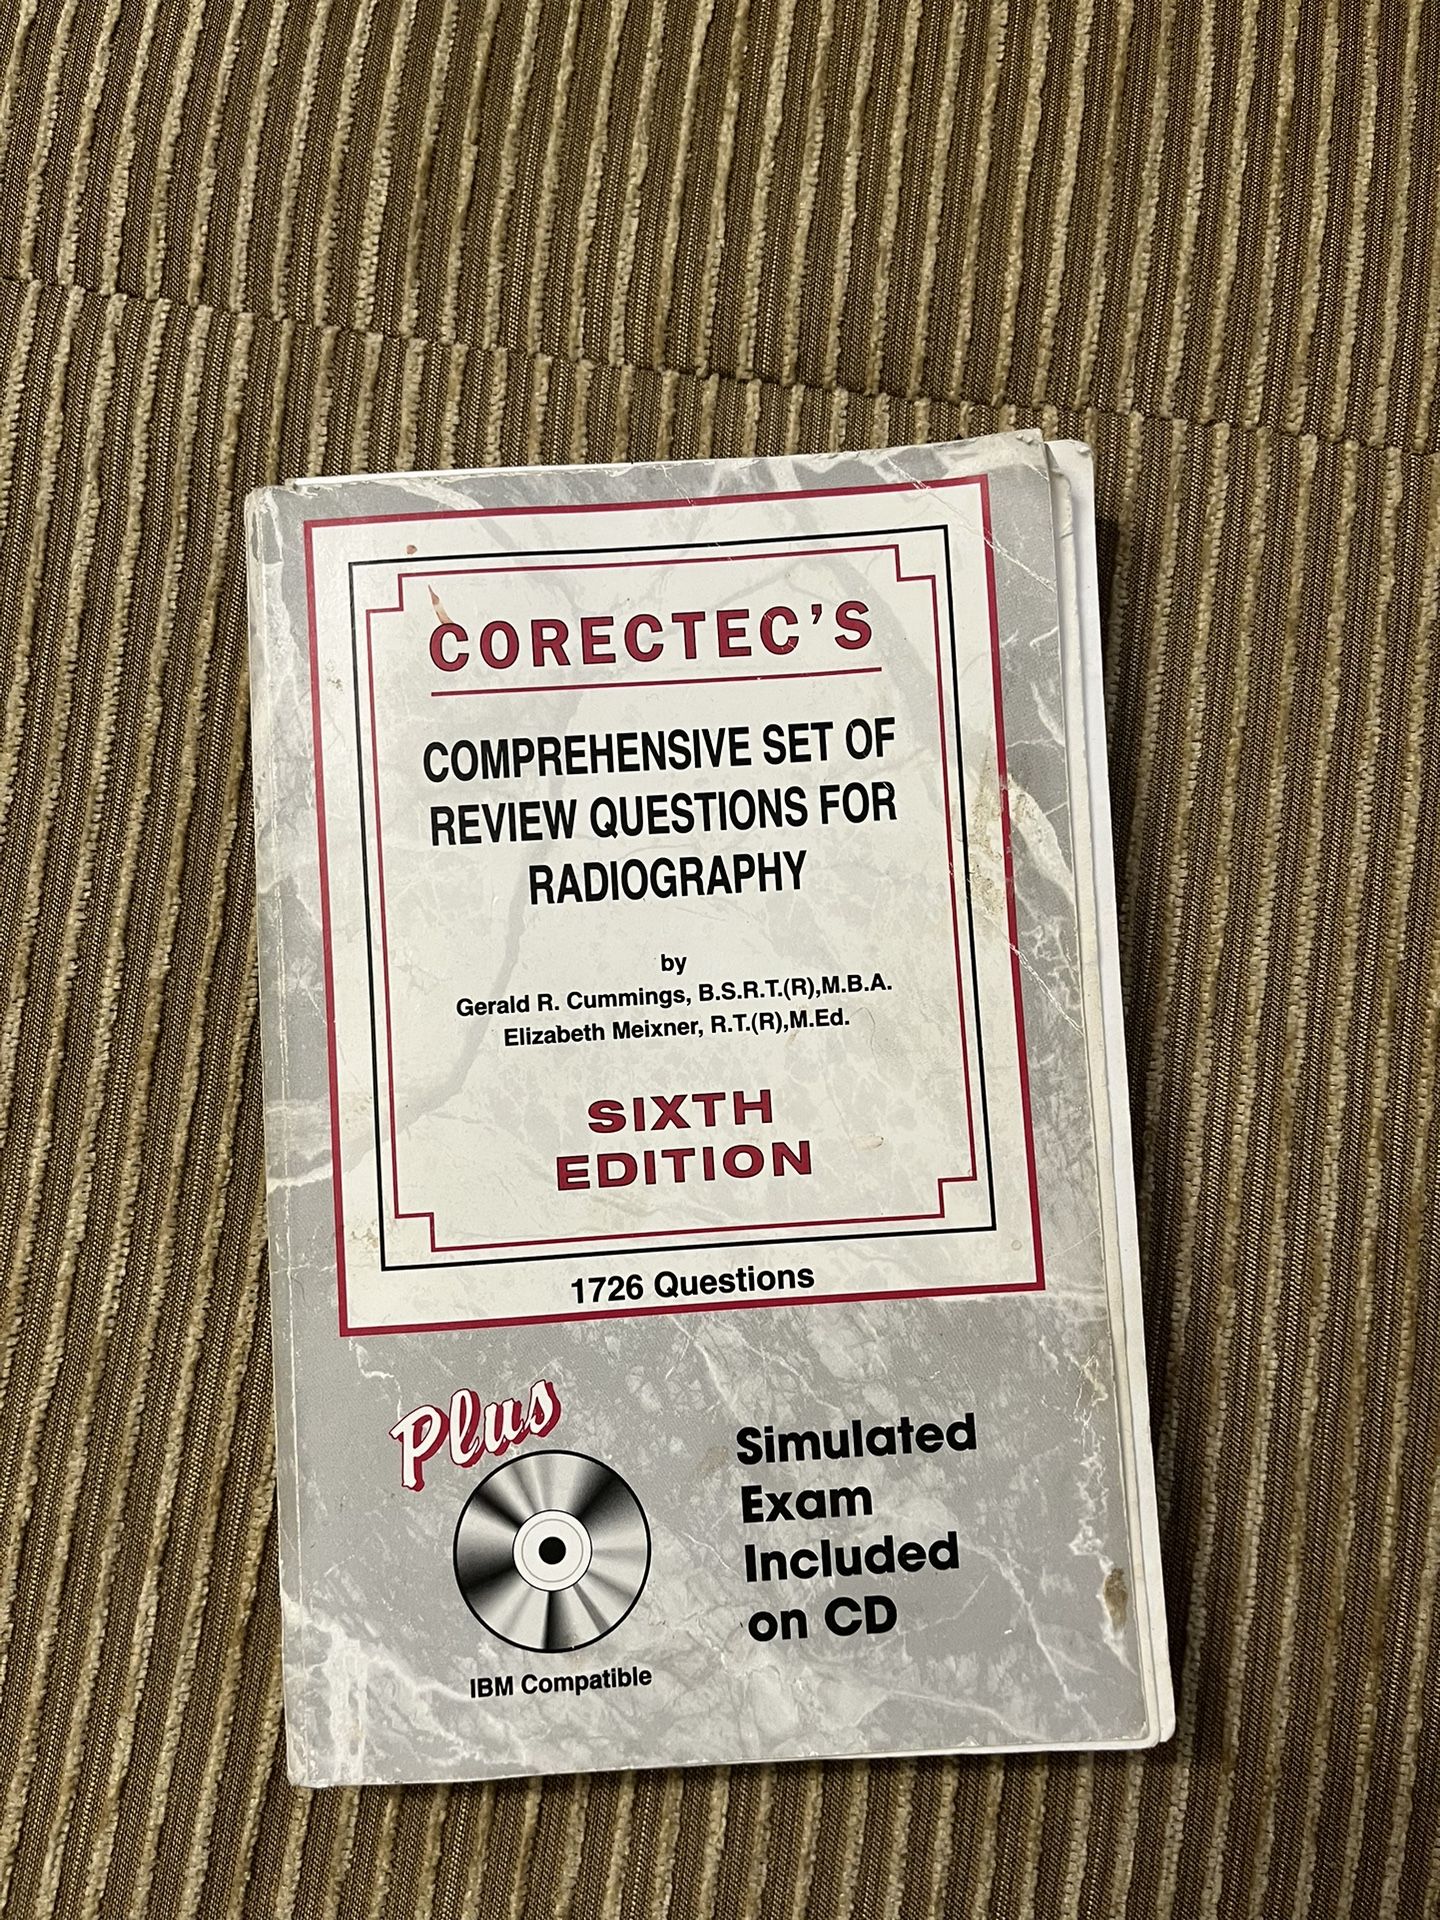 CORECTEC'S
COMPREHENSIVE SET OF
REVIEW QUESTIONS FOR
RADIOGRAPHY
by
Gerald R. Cummings, B.S.R.T.(R),M.B.A.
Elizabeth Meixner, R.T.(R),M.Ed.
SIXTH
EDITION
1726 Questions
Plus
IBM Compatible
Simulated
Exam
Included
on CD